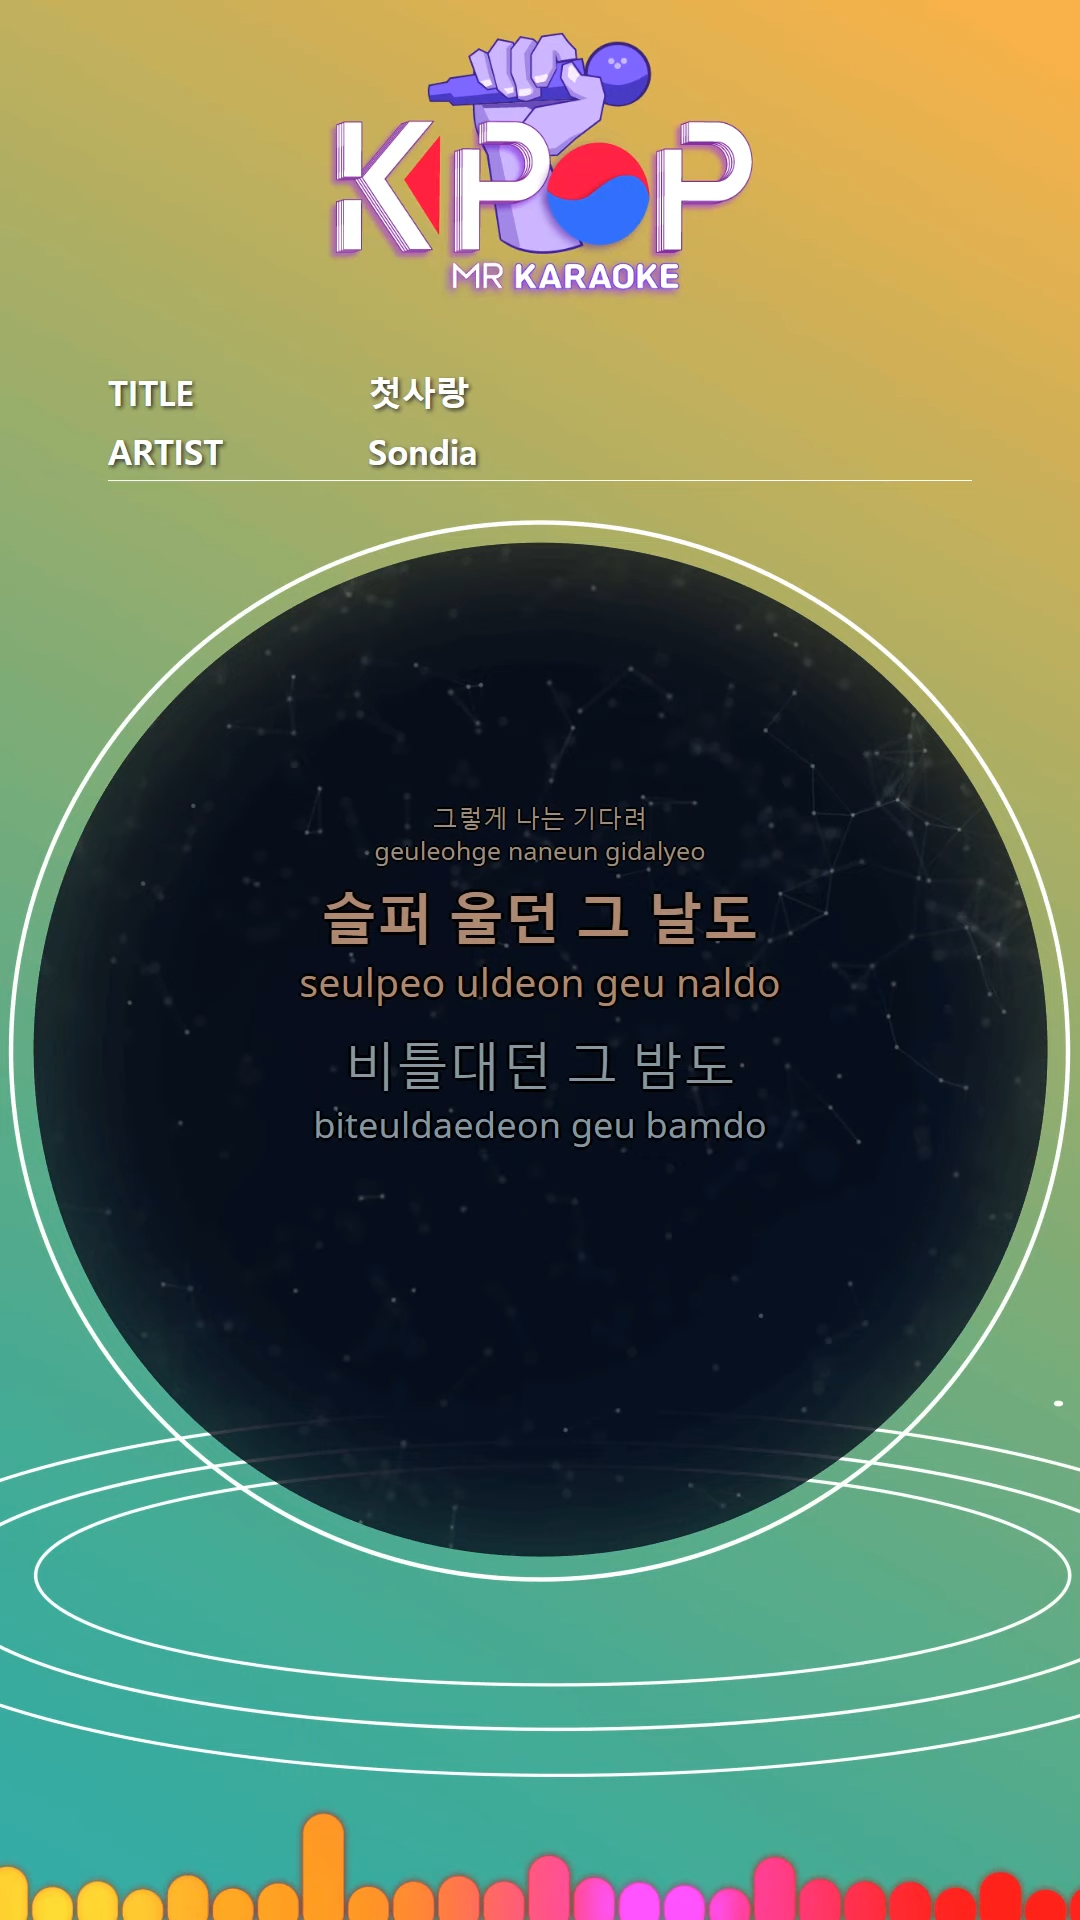 KPOP
MR KARAOKE
TITLE 첫사랑
ARTIST Sondia
그렇게 나는 기다려
geuleohge naneun gidalyeo
슬퍼 울던 그 날도
seulpeo uldeon geu naldo
비틀대던 그 밤도
biteuldaedeon geu bamdo